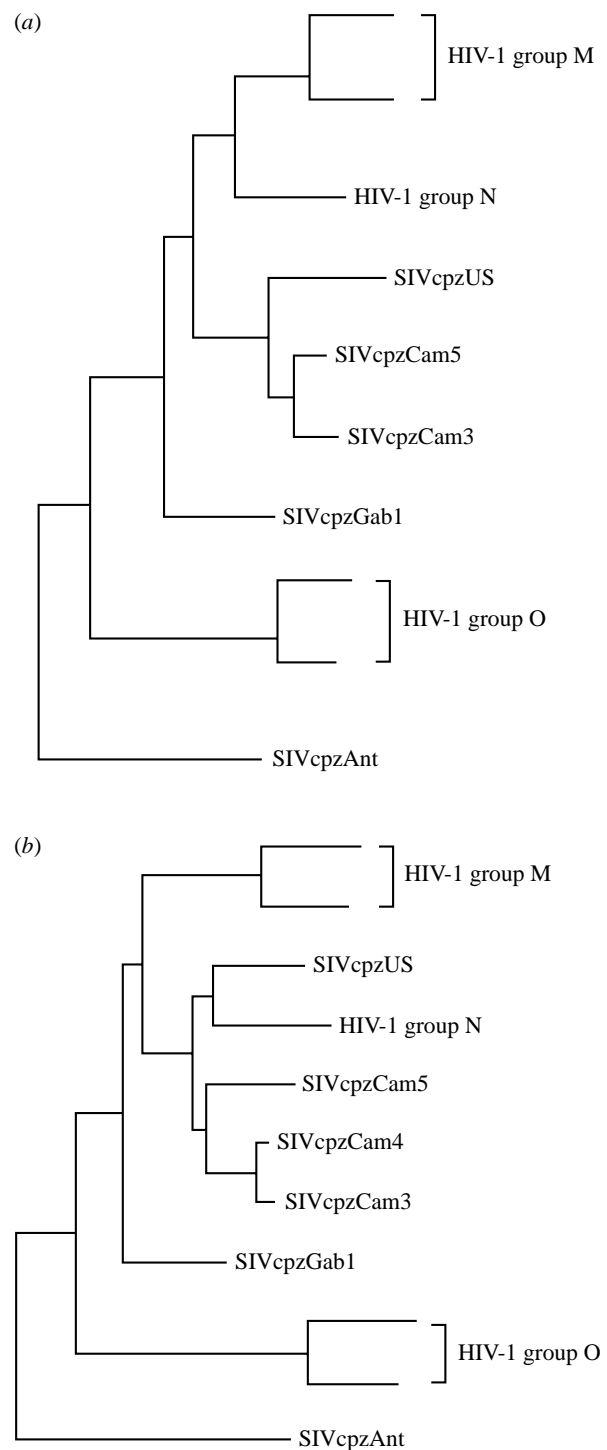 (a)
HIV-1 group M
HIV-1 group N
SIVcpzUS
SIVcpzCam5
SIVcpzCam3
SIVcpzGab1
HIV-1 group O
SIVcpzAnt
(b)
HIV-1 group M
SIVcpzUS
HIV-1 group N
SIVcpzCam5
SIVcpzCam4
SIVcpzCam3
SIVcpzGab1
HIV-1 group O
SIVcpzAnt